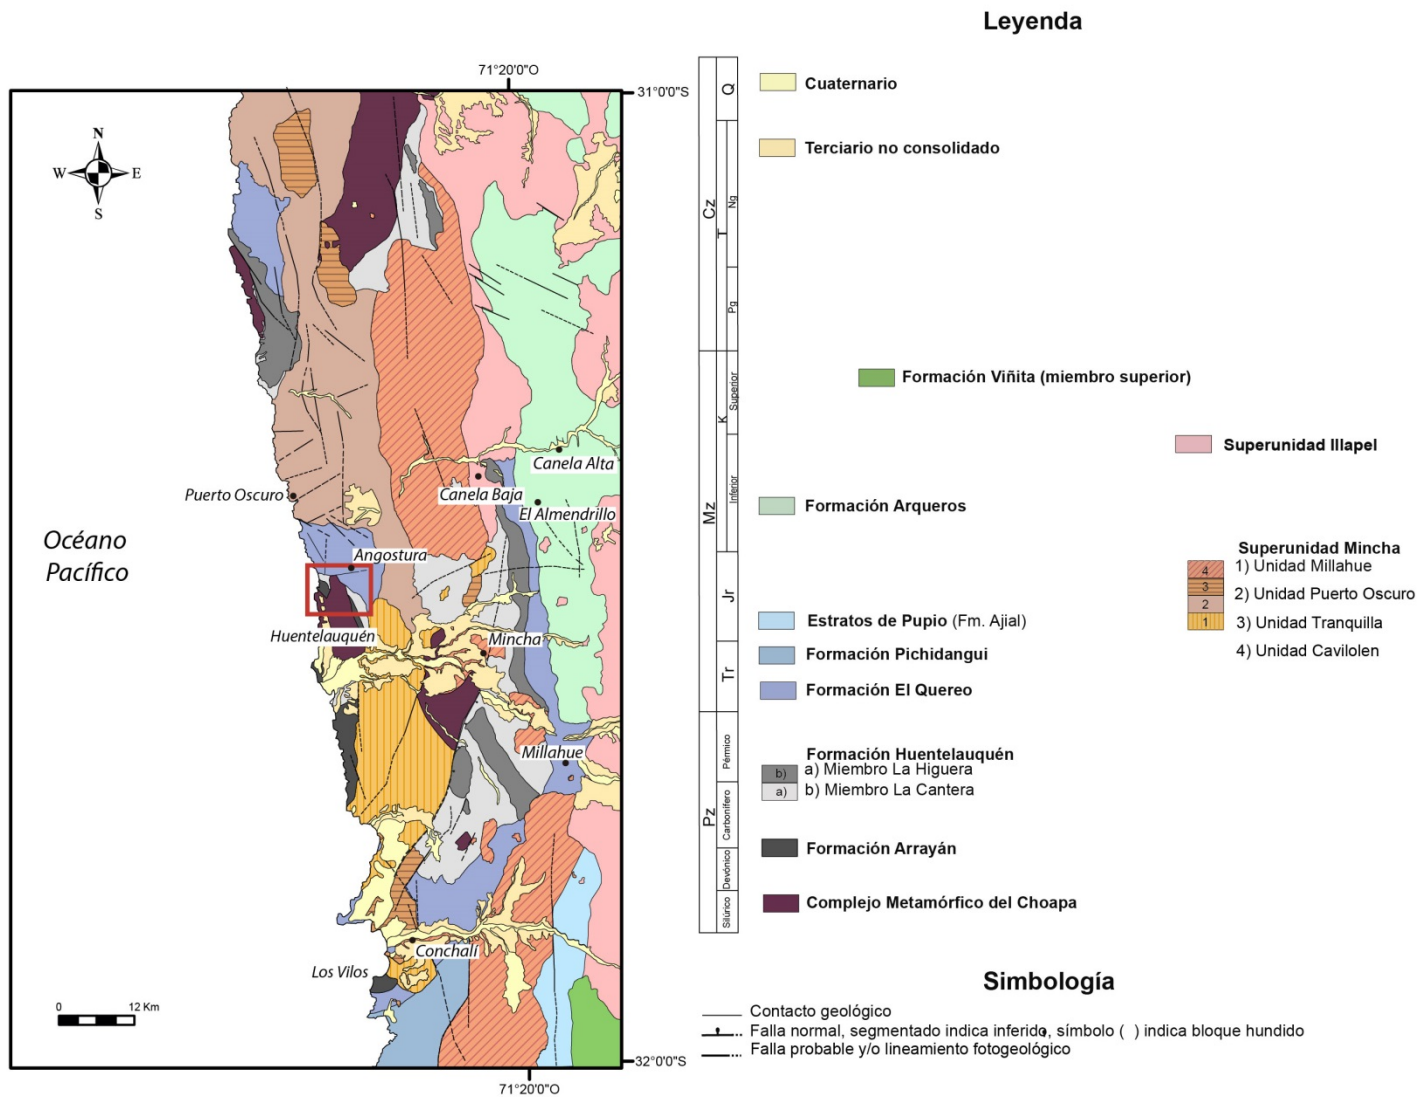 Leyenda
71°20'0"O
31°0'0"S
N
W
E
S
Puerto Oscuro
Canela Alta
Canela Baja
El Almendrillo
Océano
Pacífico
Angostura
Huentelauquén
Mincha
Millahue
Conchalí
Los Vilos
0 12 Km
32°0'0"S
71°20'0"O
Cz
Q
T
Ng
Pg
Mz
K
Superior
Inferior
Jr
Tr
Pz
Pérmico
Carbonífero
Devónico
Silúrico
Cuaternario
Terciario no consolidado
Formación Viñita (miembro superior)
Superunidad Illapel
Formación Arqueros
Superunidad Mincha
4 1) Unidad Millahue
3 2) Unidad Puerto Oscuro
2
1 3) Unidad Tranquilla
4) Unidad Cavilolen
Estratos de Pupio (Fm. Ajial)
Formación Pichidangui
Formación El Quereo
Formación Huentelauquén
b) a) Miembro La Higuera
a) b) Miembro La Cantera
Formación Arrayán
Complejo Metamórfico del Choapa
Simbología
Contacto geológico
Falla normal, segmentado indica inferido, símbolo ( ) indica bloque hundido
Falla probable y/o lineamiento fotogeológico